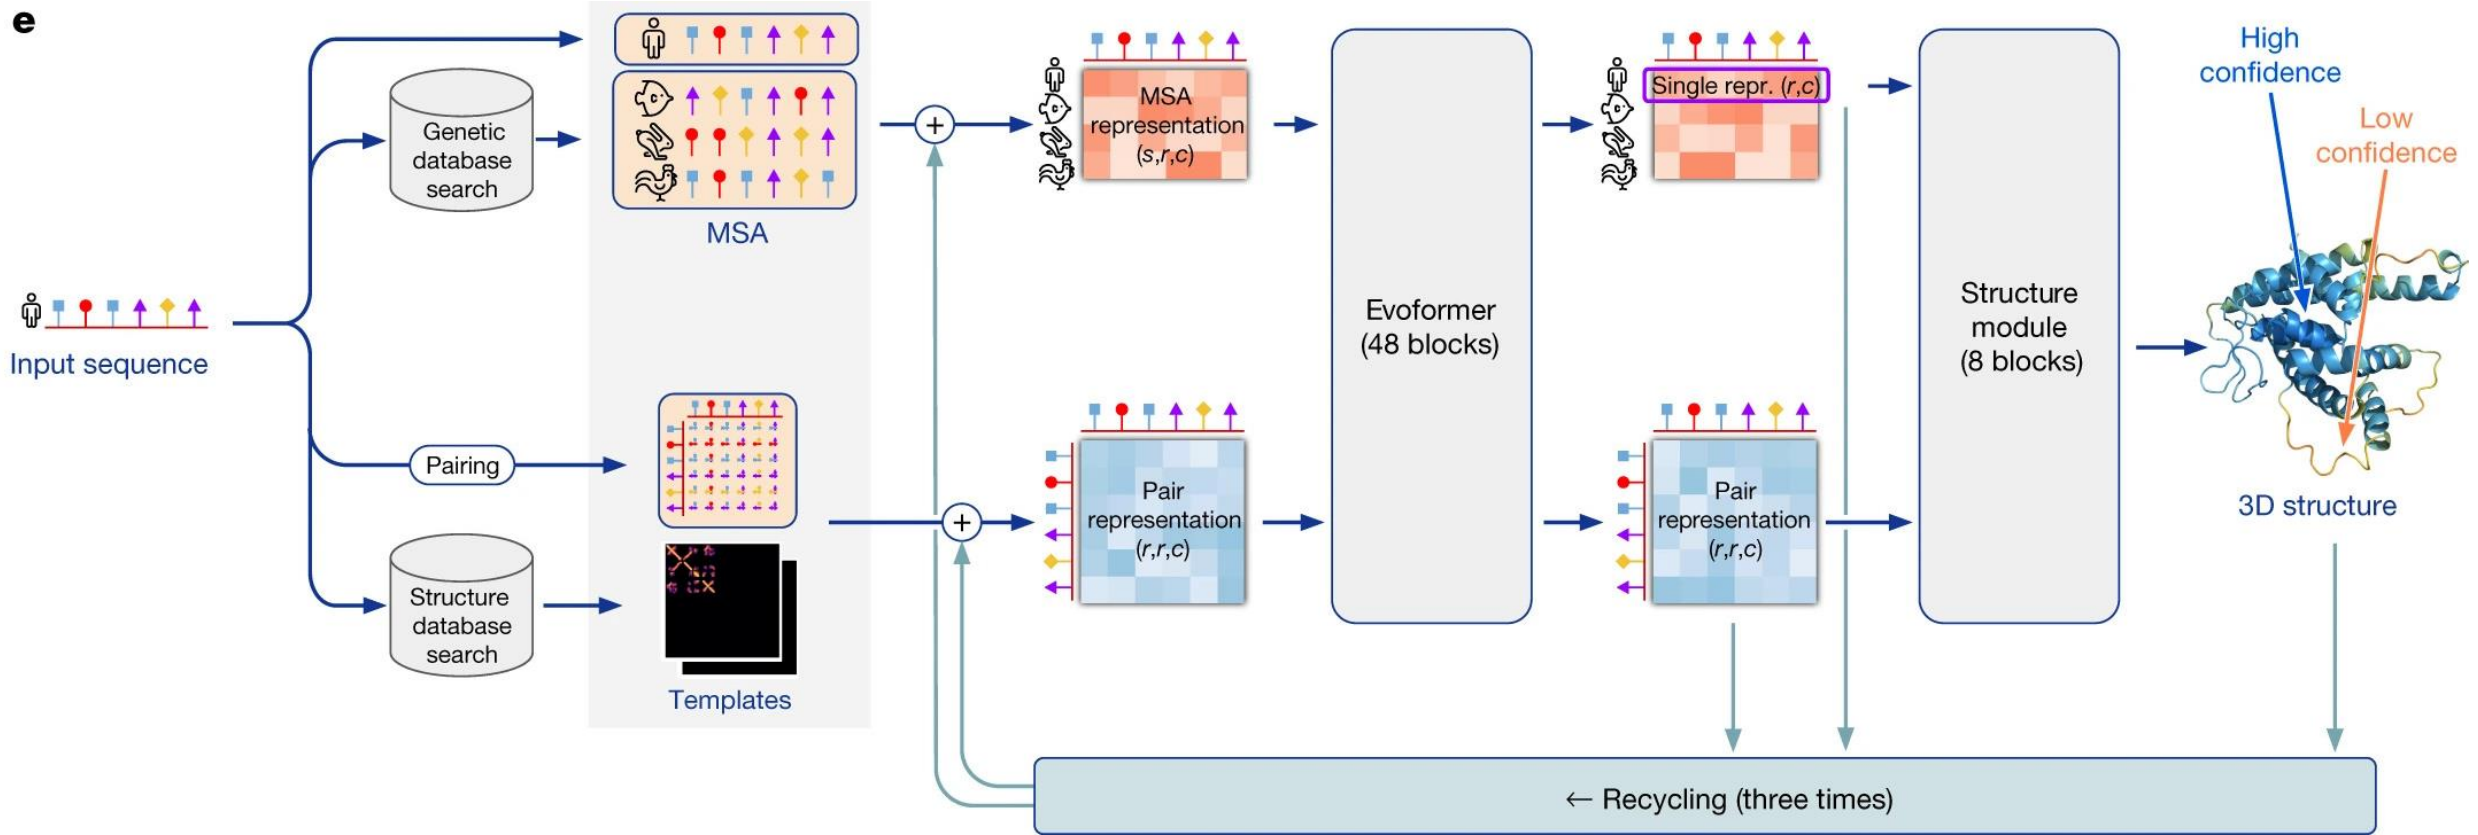 e
Input sequence
Genetic
database
search
Pairing
Structure
database
search
MSA
Templates
+
+
MSA
representation
(s,r,c)
Pair
representation
(r,r,c)
Evoformer
(48 blocks)
Single repr. (r,c)
Pair
representation
(r,r,c)
Structure
module
(8 blocks)
High
confidence
Low
confidence
3D structure
← Recycling (three times)